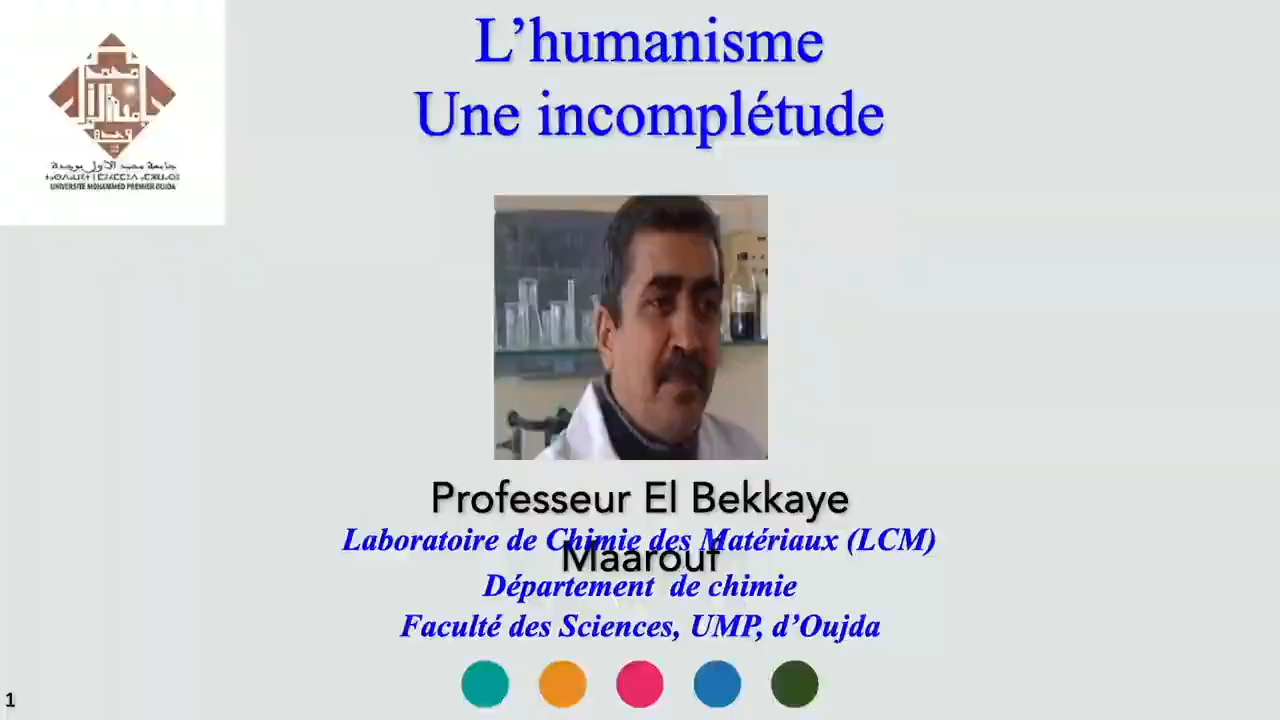 L’humanisme
Une incomplétude
جامعة محمد الأول بوجدة
UNIVERSITÉ MOHAMMED PREMIER OUJDA
Professeur El Bekkaye
Maarouf
Laboratoire de Chimie des Matériaux (LCM)
Département de chimie
Faculté des Sciences, UMP, d’Oujda
1